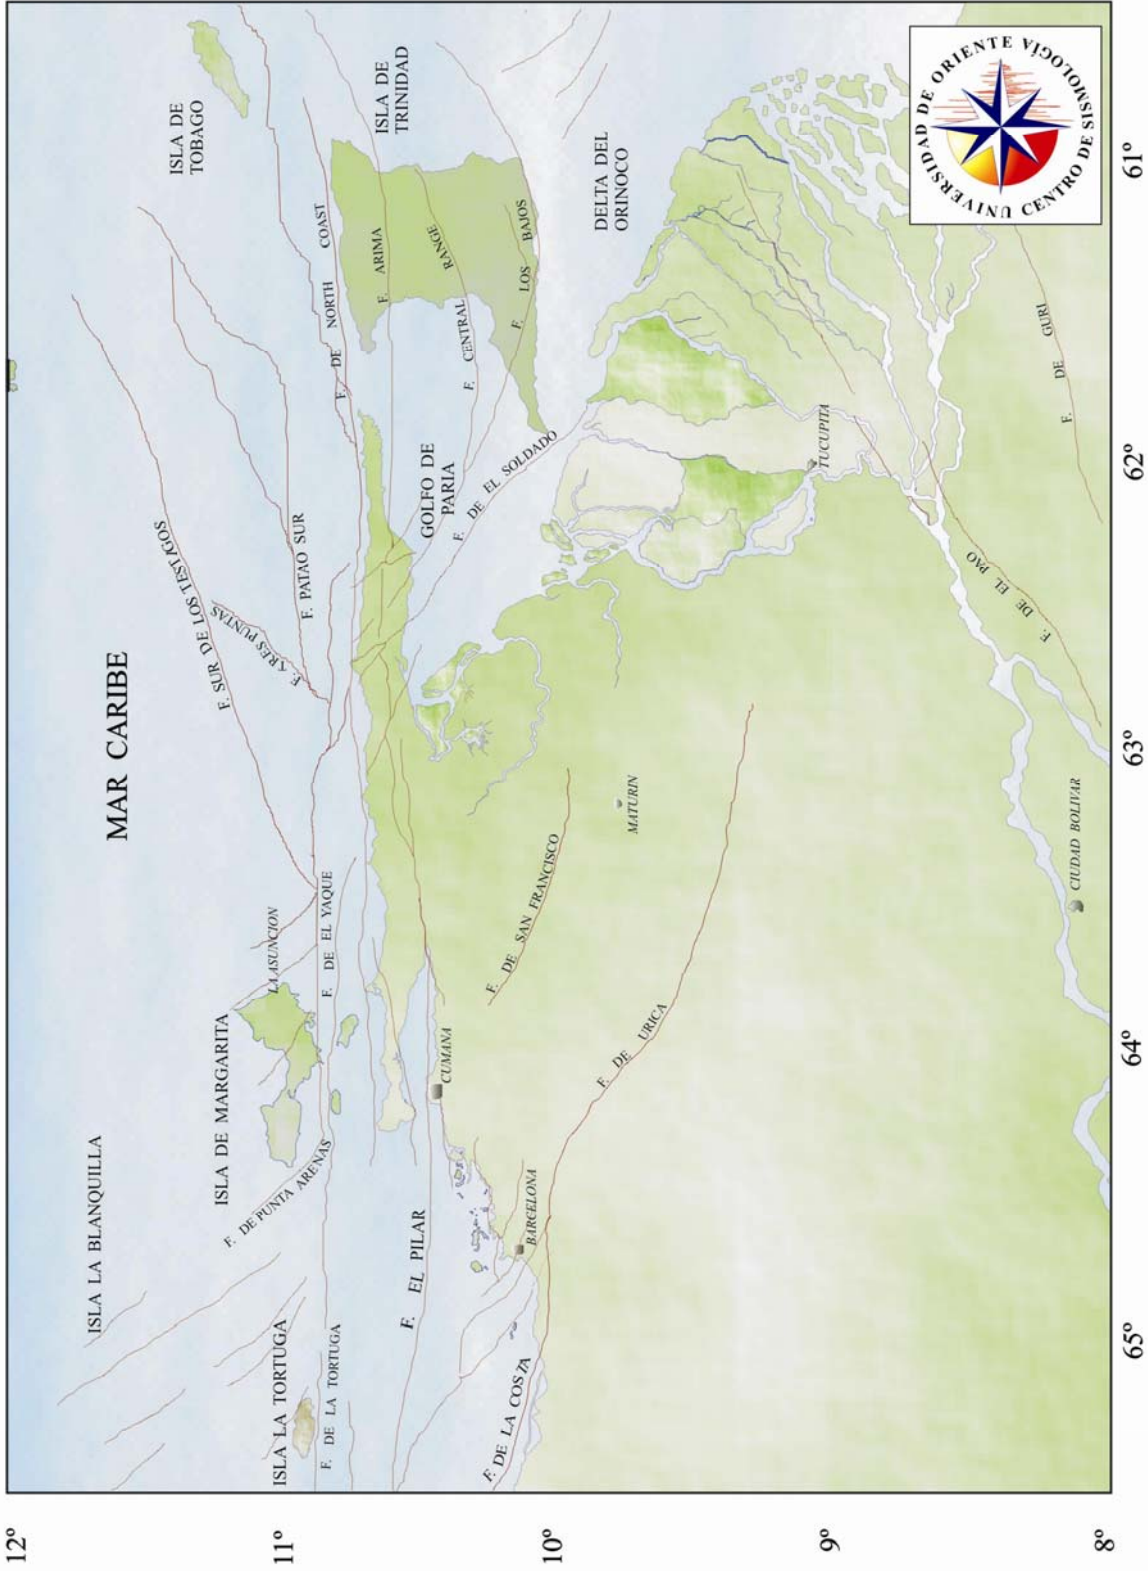 MAR CARIBE
ISLA LA BLANQUILLA
ISLA DE MARGARITA
LA ASUNCION
ISLA LA TORTUGA
ISLA DE
TOBAGO
ISLA DE
TRINIDAD
F. DE PUNTA ARENAS
F. DE LA TORTUGA
F. DE EL YAQUE
F. SUR DE LOS TESTIGOS
F. PATAO SUR
F. DE NORTH COAST
F. ARIMA
F. CENTRAL RANGE
F. LOS BAJOS
F. EL PILAR
CUMANA
GOLFO DE
PARIA
F. DE EL SOLDADO
DELTA DEL
ORINOCO
F. DE LA COSTA
BARCELONA
F. DE SAN FRANCISCO
MATURIN
F. DE URICA
TUCUPITA
F. DE EL PAO
F. DE GURI
CIUDAD BOLIVAR
UNIVERSIDAD DE ORIENTE
CENTRO DE SISMOLOGÍA
12º
11º
10º
9º
8º
65º
64º
63º
62º
61º